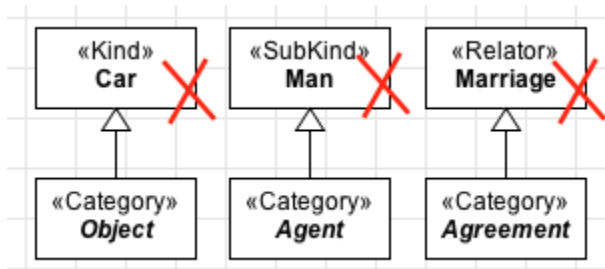 «Kind»
Car
«SubKind»
Man
«Relator»
Marriage
«Category»
Object
«Category»
Agent
«Category»
Agreement